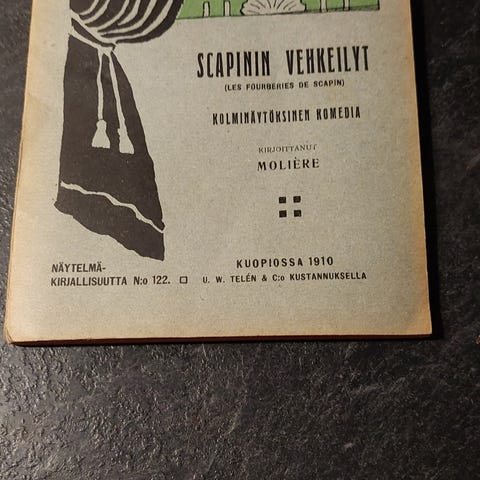 SCAPININ VEHKEILYT
(LES FOURBERIES DE SCAPIN)
KOLMINÄYTÖKSINEN KOMEDIA
KIRJOITTANUT
MOLIÈRE
NÄYTELMÄ-
KIRJALLISUUTTA N:o 122.
KUOPIOSSA 1910
U. W. TELÉN & C:o KUSTANNUKSELLA